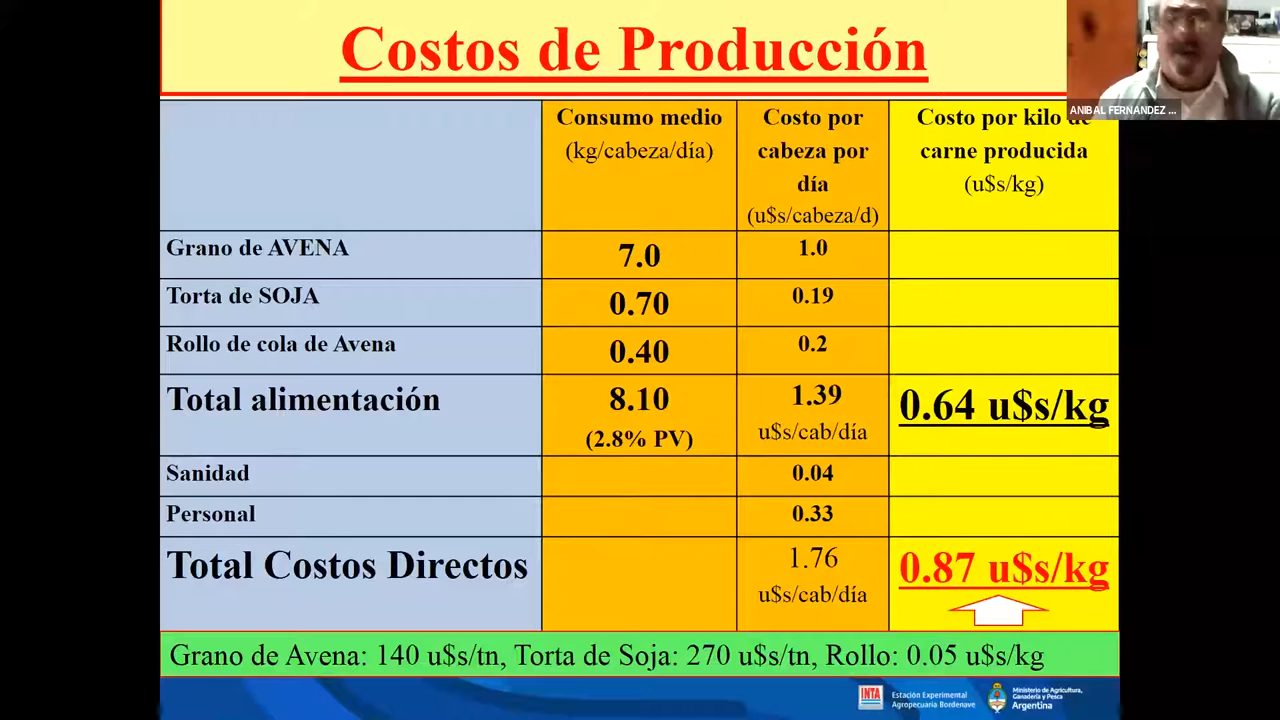 Costos de Producción
ANIBAL FERNANDEZ ...
Consumo medio
(kg/cabeza/día)
Costo por
cabeza por
día
(u$s/cabeza/d)
Costo por kilo de
carne producida
(u$s/kg)
Grano de AVENA
7.0
1.0
Torta de SOJA
0.70
0.19
Rollo de cola de Avena
0.40
0.2
Total alimentación
8.10
(2.8% PV)
1.39
u$s/cab/día
0.64 u$s/kg
Sanidad
0.04
Personal
0.33
Total Costos Directos
1.76
u$s/cab/día
0.87 u$s/kg
Grano de Avena: 140 u$s/tn, Torta de Soja: 270 u$s/tn, Rollo: 0.05 u$s/kg
INTA
Estación Experimental
Agropecuaria Bordenave
Ministerio de Agricultura,
Ganadería y Pesca
Argentina